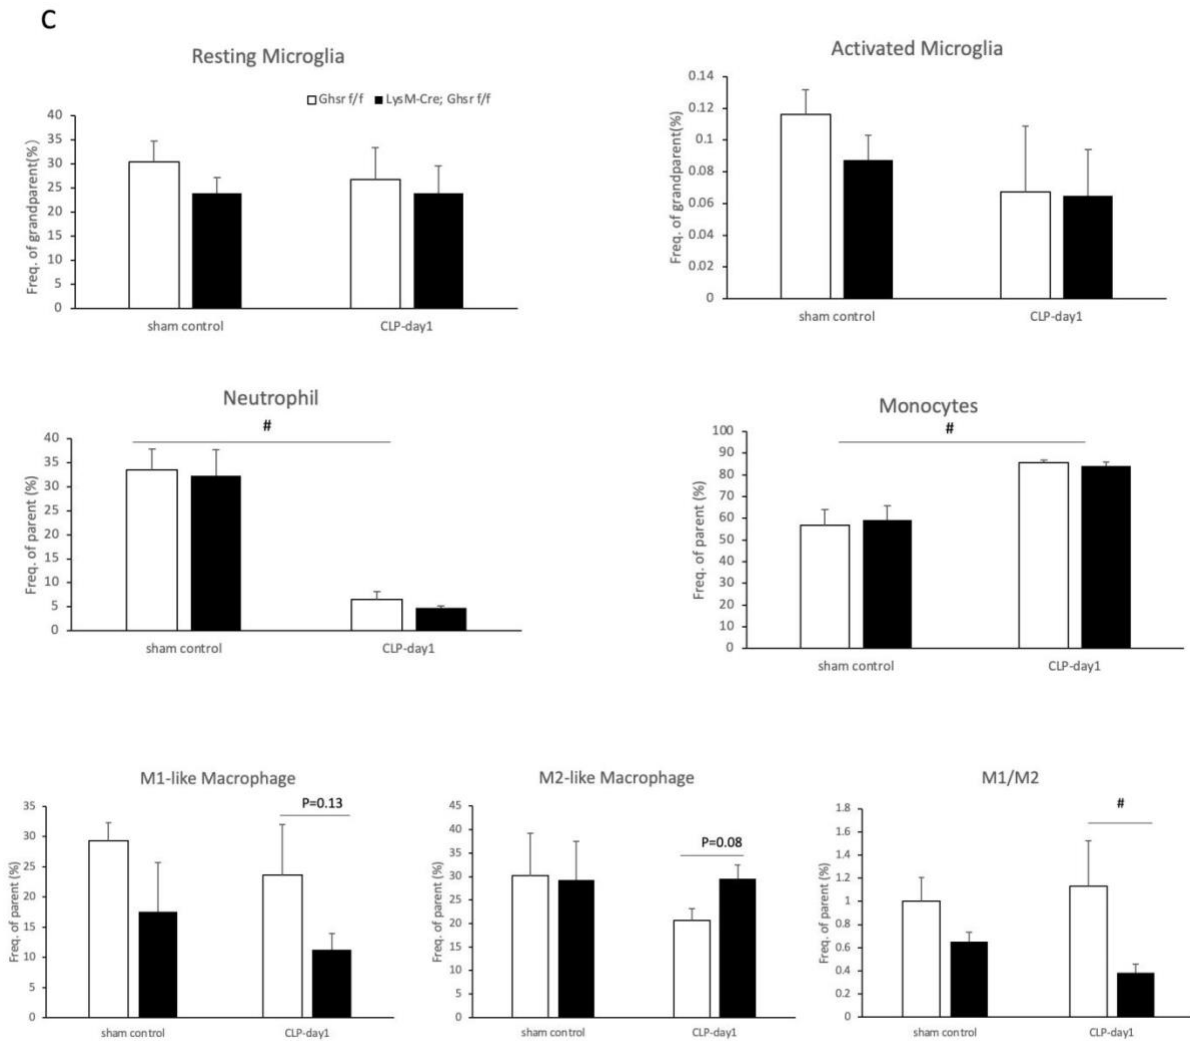 C
Resting Microglia
Ghsr f/f LysM-Cre; Ghsr f/f
Freq. of grandparent(%)
40
35
30
25
20
15
10
5
0
sham control CLP-day1
Activated Microglia
Freq. of grandparent(%)
0.14
0.12
0.1
0.08
0.06
0.04
0.02
0
sham control CLP-day1
Neutrophil
#
Freq. of parent (%)
40
35
30
25
20
15
10
5
0
sham control CLP-day1
Monocytes
#
Freq. of parent (%)
100
90
80
70
60
50
40
30
20
10
0
sham control CLP-day1
M1-like Macrophage
P=0.13
Freq. of parent (%)
35
30
25
20
15
10
5
0
sham control CLP-day1
M2-like Macrophage
P=0.08
Freq. of parent (%)
45
40
35
30
25
20
15
10
5
0
sham control CLP-day1
M1/M2
#
Freq. of parent (%)
1.8
1.6
1.4
1.2
1
0.8
0.6
0.4
0.2
0
sham control CLP-day1